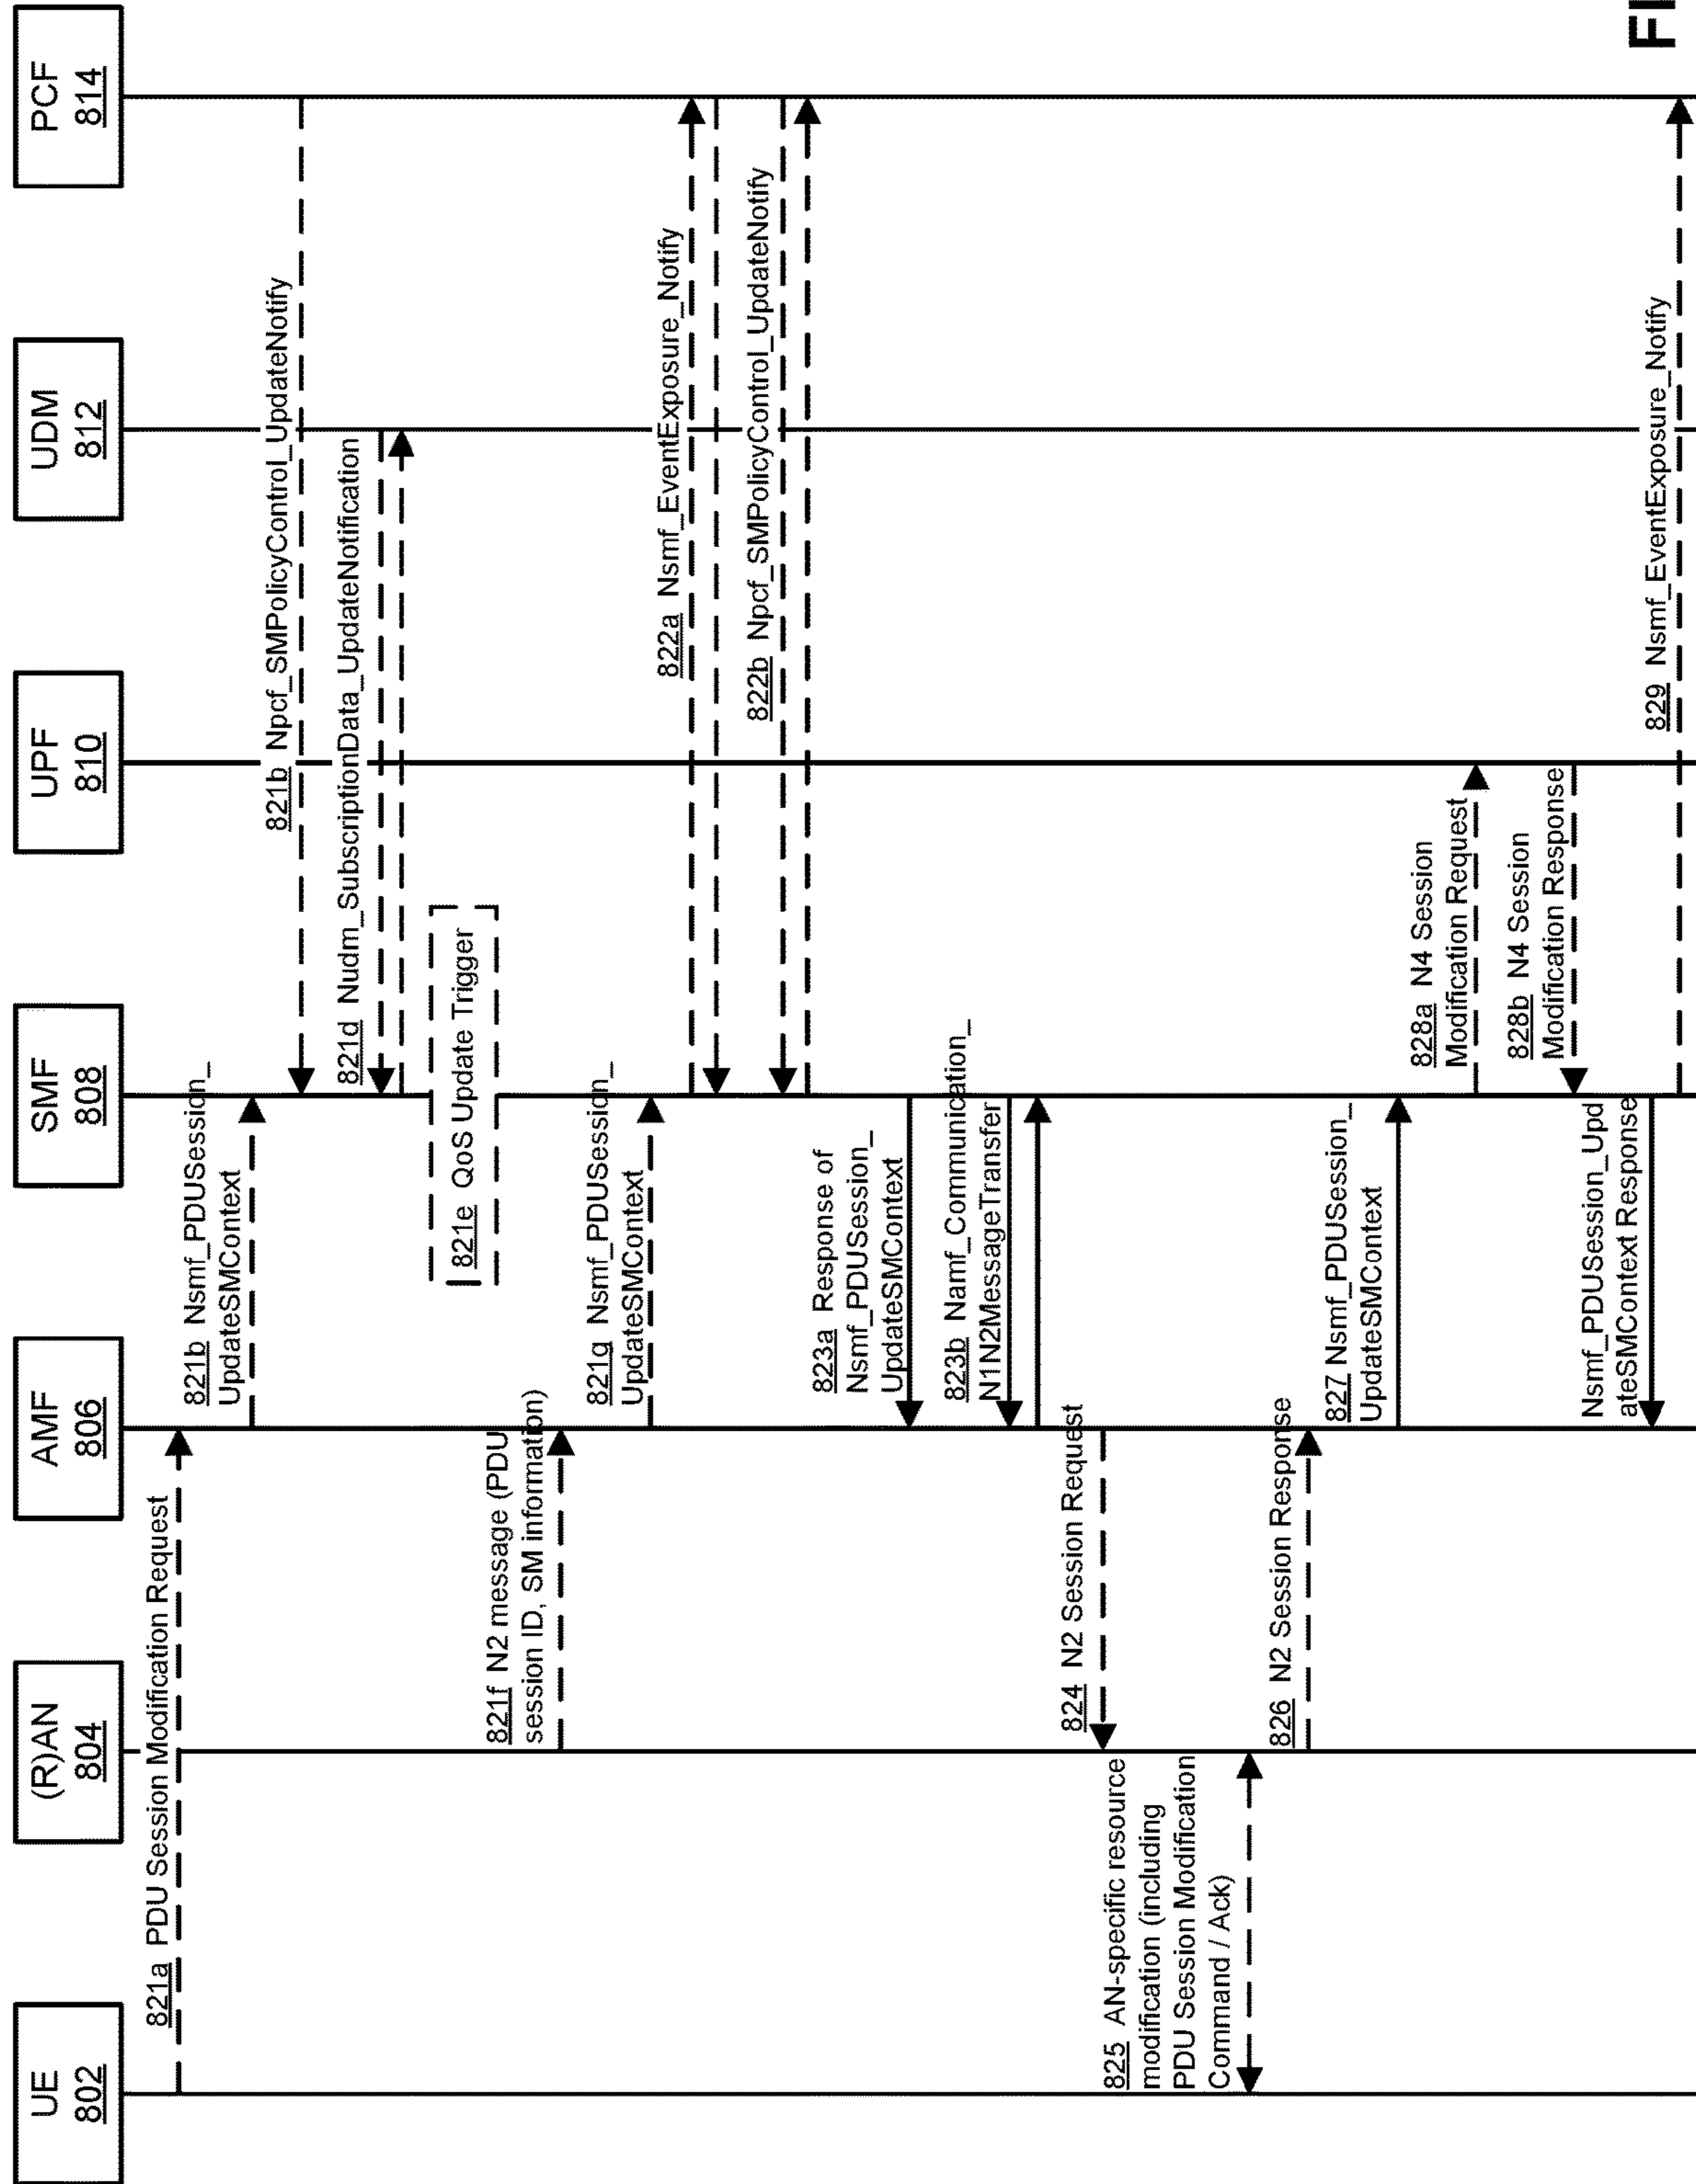 UE
802
(R)AN
804
AMF
806
SMF
808
UPF
810
UDM
812
PCF
814
821a PDU Session Modification Request
821b Nsmf_PDUSession_
UpdateSMContext
821b Npcf_SMPolicyControl_UpdateNotify
821d Nudm_SubscriptionData_UpdateNotification
821e QoS Update Trigger
821f N2 message (PDU
session ID, SM information)
821g Nsmf_PDUSession_
UpdateSMContext
822a Nsmf_EventExposure_Notify
822b Npcf_SMPolicyControl_UpdateNotify
823a Response of
Nsmf_PDUSession_
UpdateSMContext
823b Namf_Communication_
N1N2MessageTransfer
824 N2 Session Request
825 AN-specific resource
modification (including
PDU Session Modification
Command / Ack)
826 N2 Session Response
827 Nsmf_PDUSession_
UpdateSMContext
828a N4 Session
Modification Request
828b N4 Session
Modification Response
Nsmf_PDUSession_Upd
ateSMContext Response
829 Nsmf_EventExposure_Notify